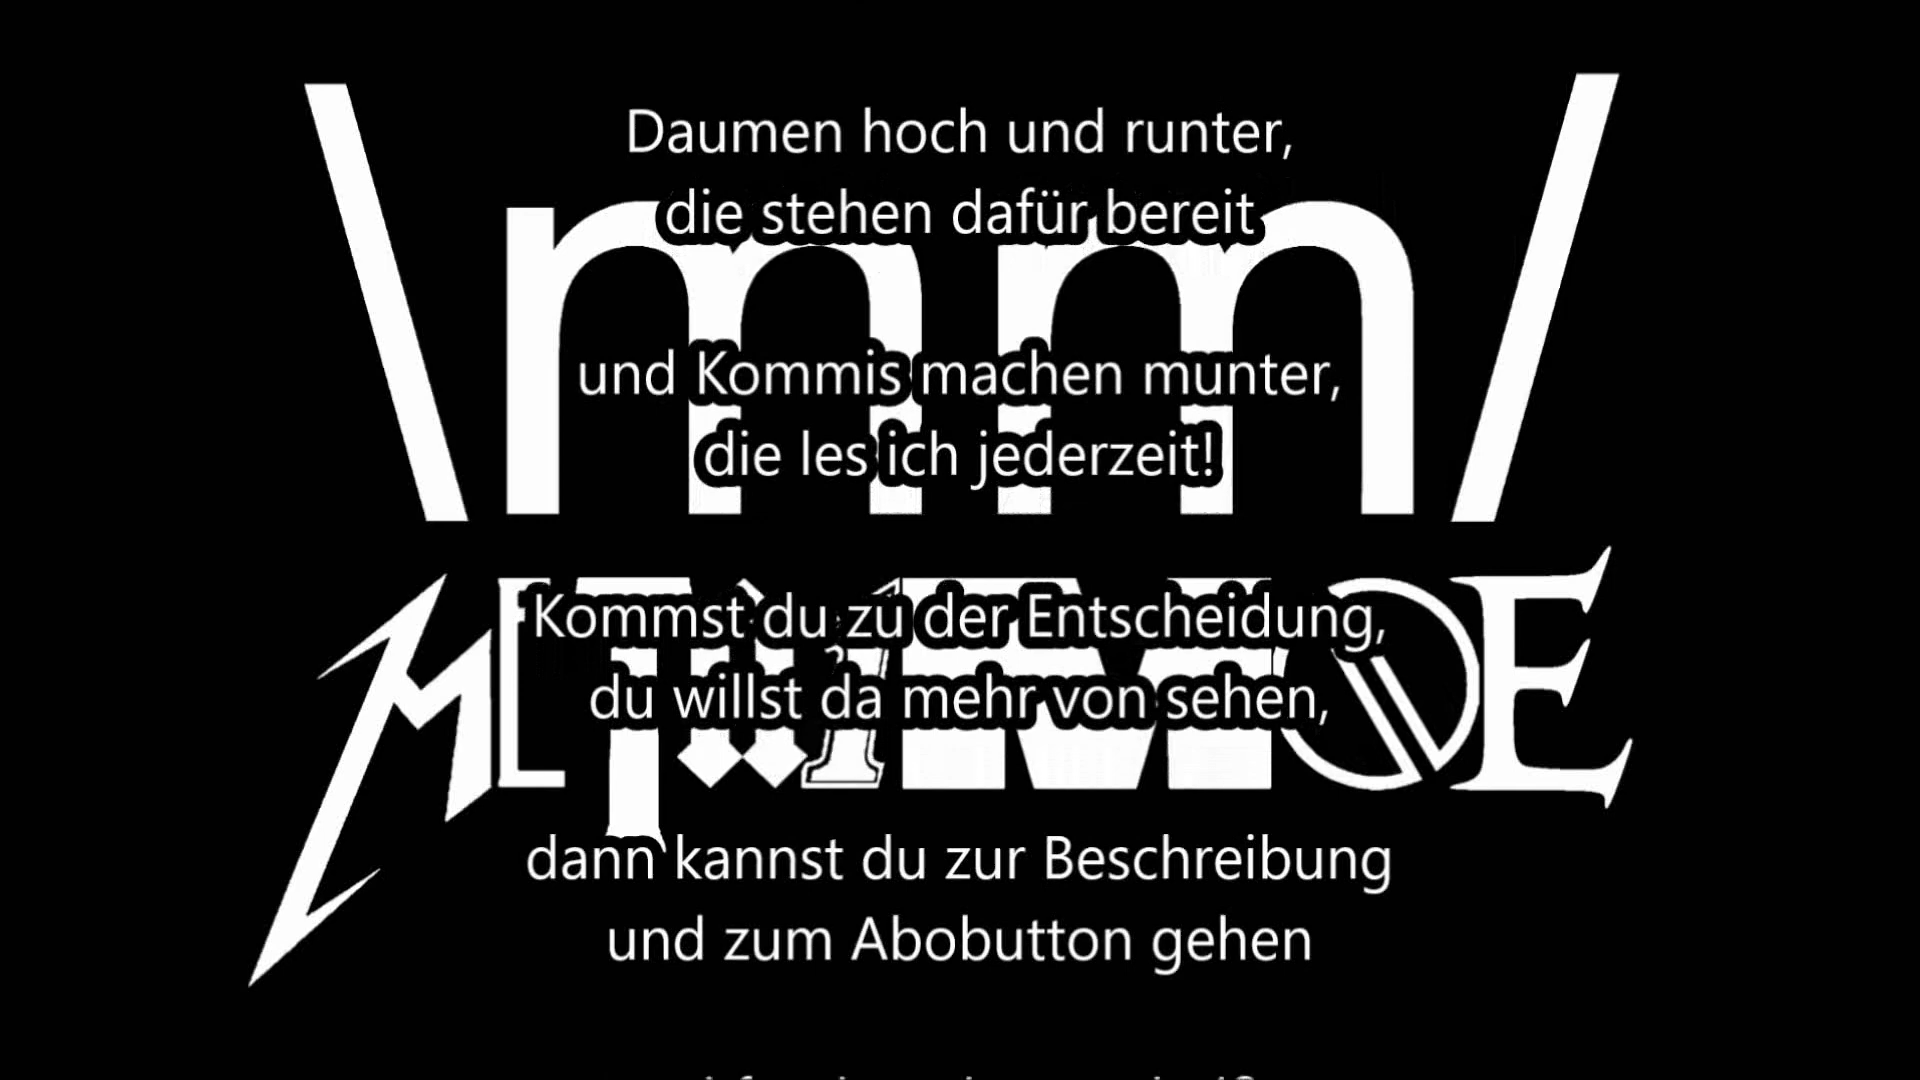 Daumen hoch und runter,
die stehen dafür bereit
\mm/
und Kommis machen munter,
die les ich jederzeit!
Kommst du zu der Entscheidung,
du willst da mehr von sehen,
dann kannst du zur Beschreibung
und zum Abobutton gehen